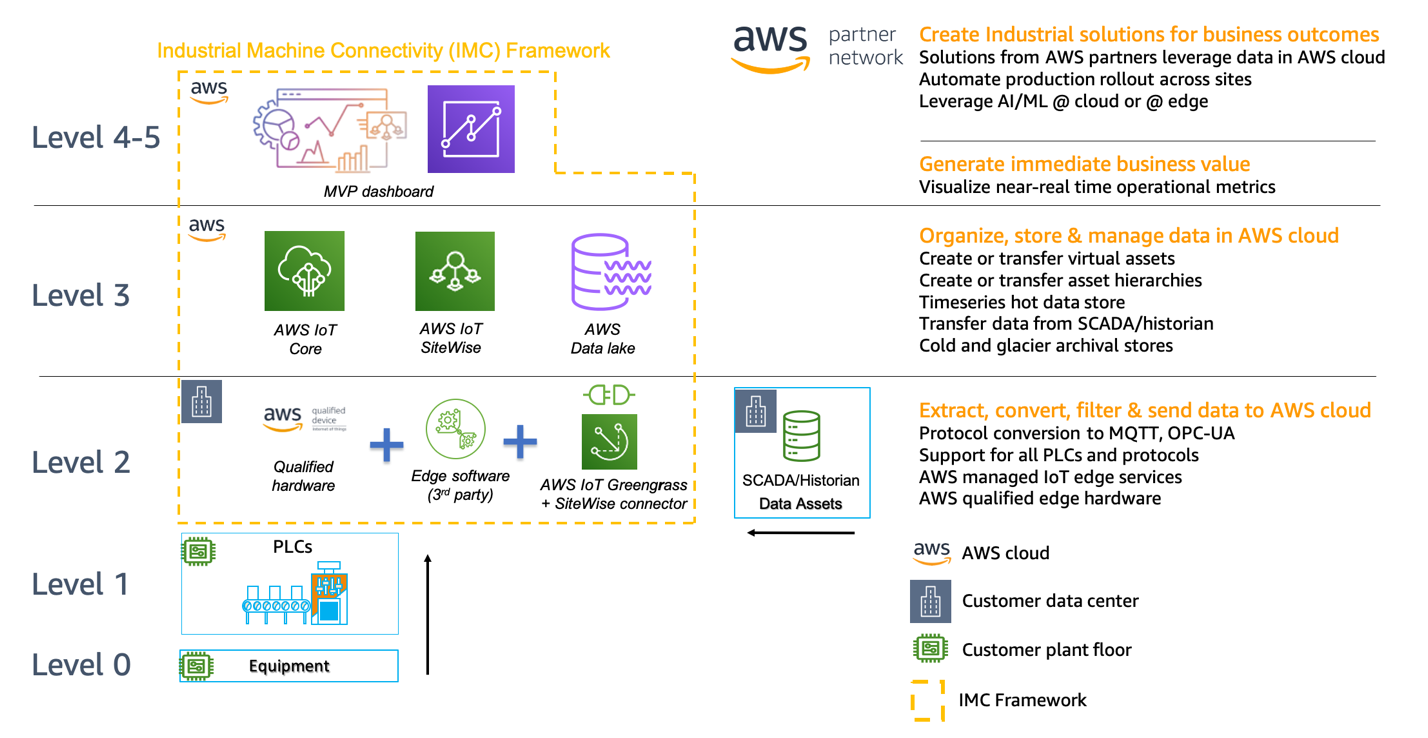 Industrial Machine Connectivity (IMC) Framework
aws
partner
network
Create Industrial solutions for business outcomes
Solutions from AWS partners leverage data in AWS cloud
Automate production rollout across sites
Leverage AI/ML @ cloud or @ edge
Level 4-5
aws
MVP dashboard
Generate immediate business value
Visualize near-real time operational metrics
Level 3
aws
AWS IoT
Core
AWS IoT
SiteWise
AWS
Data lake
Organize, store & manage data in AWS cloud
Create or transfer virtual assets
Create or transfer asset hierarchies
Timeseries hot data store
Transfer data from SCADA/historian
Cold and glacier archival stores
Level 2
aws
qualified
device
internet of things
Qualified
hardware
Edge software
(3rd party)
AWS IoT Greengrass
+ SiteWise connector
SCADA/Historian
Data Assets
Extract, convert, filter & send data to AWS cloud
Protocol conversion to MQTT, OPC-UA
Support for all PLCs and protocols
AWS managed IoT edge services
AWS qualified edge hardware
Level 1
PLCs
Level 0
Equipment
aws
AWS cloud
Customer data center
Customer plant floor
IMC Framework